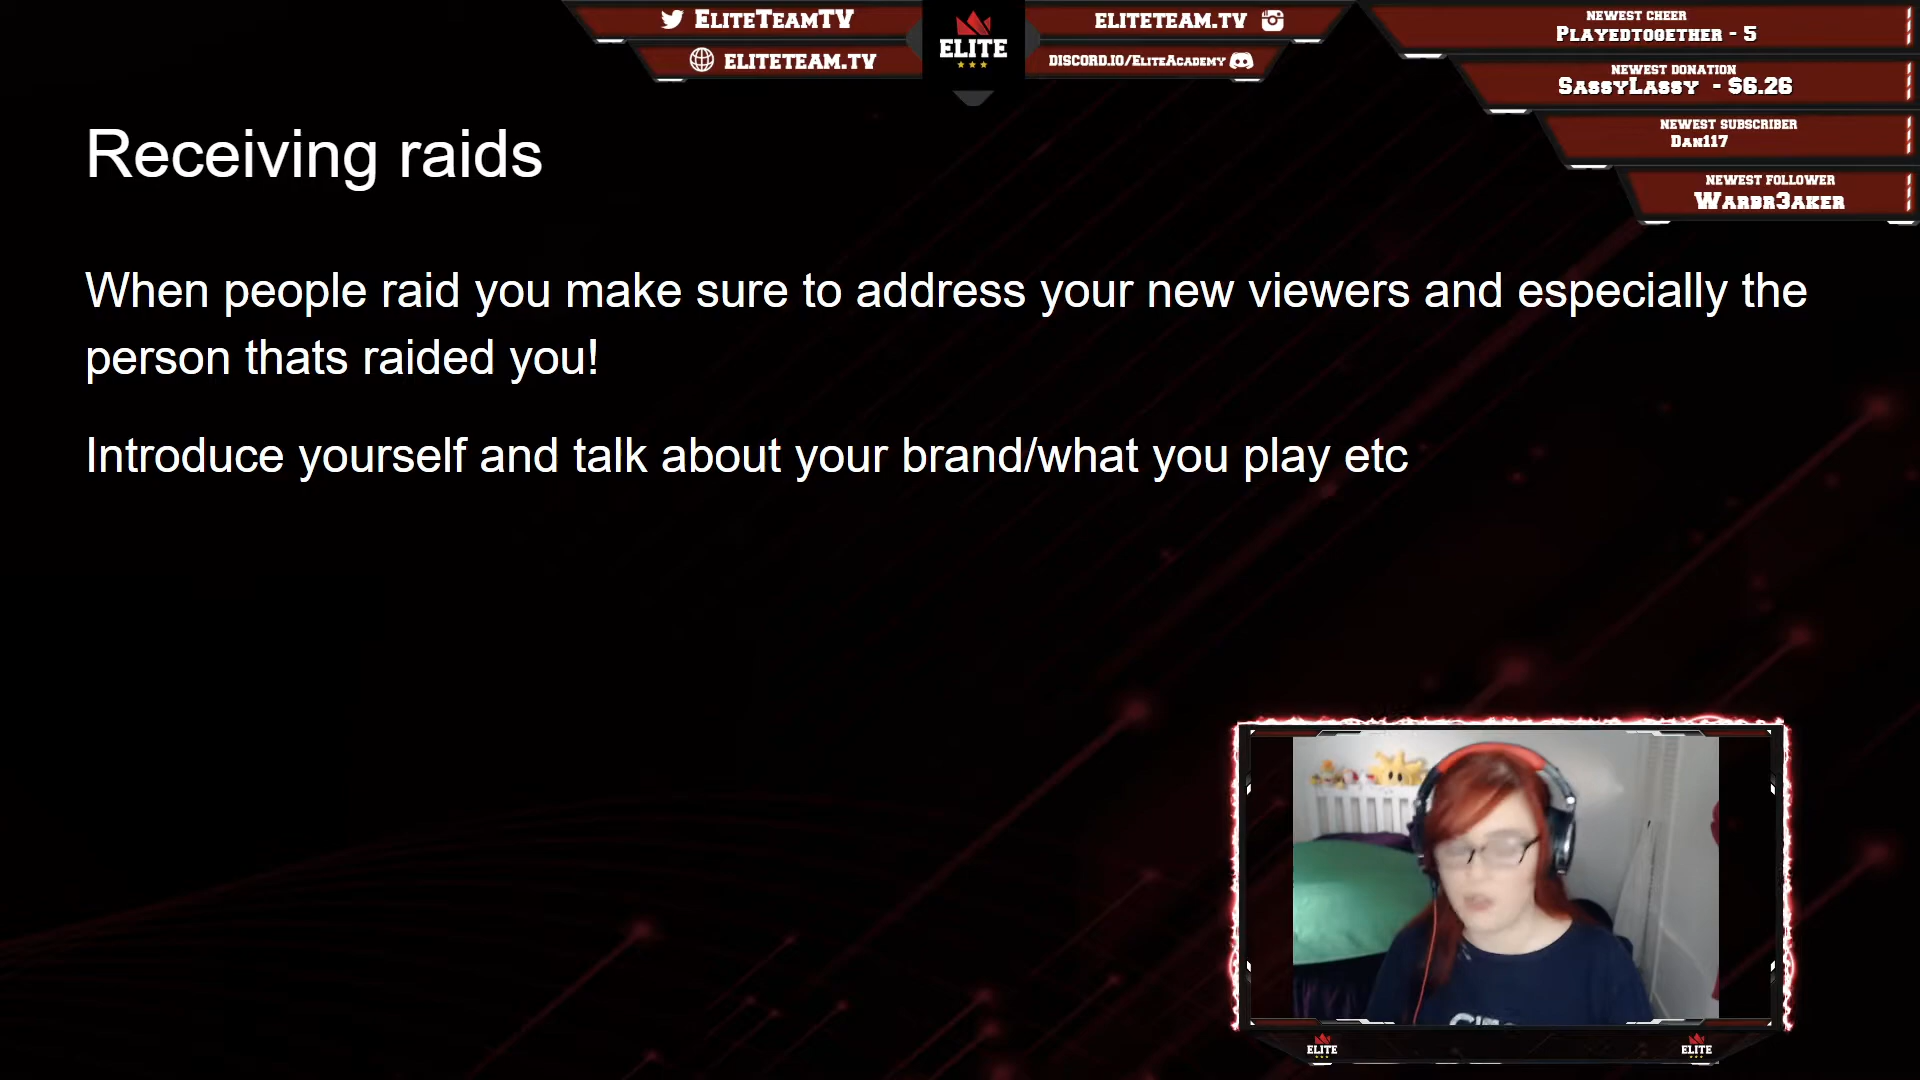 EliteTeamTV
eliteteam.tv
ELITE
eliteteam.tv
discord.io/EliteAcademy
Newest Cheer
Playedtogether - 5
Newest Donation
SassyLassy - $6.26
Newest Subscriber
Dan117
Newest Follower
Warbr3aker
Receiving raids
When people raid you make sure to address your new viewers and especially the
person thats raided you!
Introduce yourself and talk about your brand/what you play etc
ELITE
ELITE